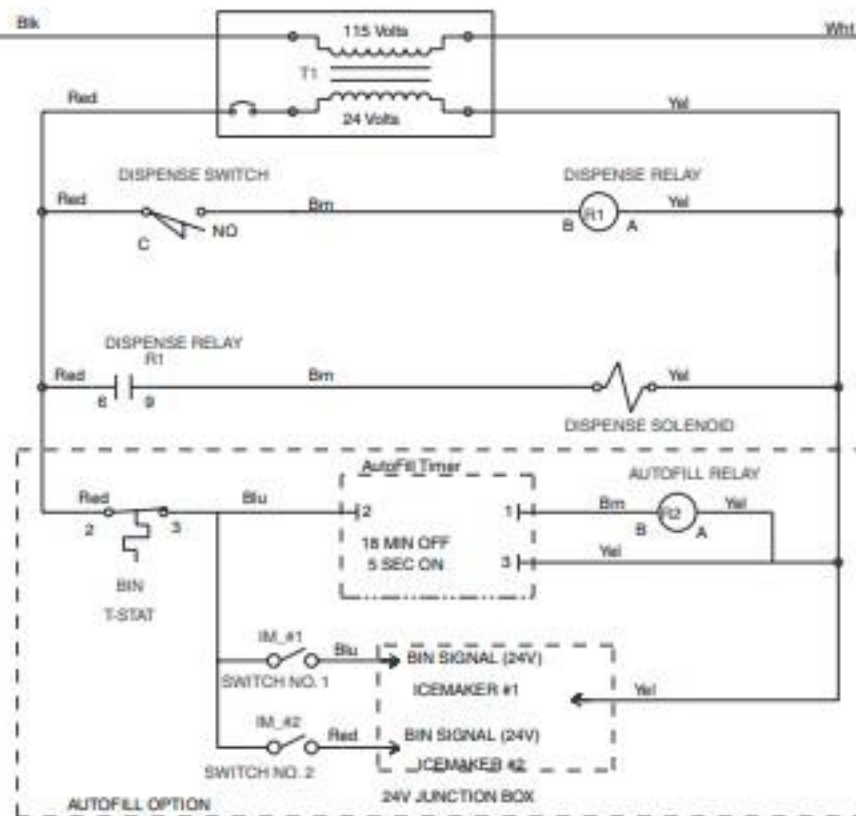 Blk
115 Volts
Wht
T1
Red
24 Volts
Yel
DISPENSE SWITCH
DISPENSE RELAY
Red
Brn
R1
Yel
C
NO
B
A
DISPENSE RELAY
R1
Red
Brn
Yel
6
9
DISPENSE SOLENOID
AutoFill Timer
AUTOFILL RELAY
Red
Blu
2
1
Brn
R2
Yel
2
3
B
A
18 MIN OFF
5 SEC ON
3
Yel
BIN
T-STAT
IM_#1
Blu
BIN SIGNAL (24V)
SWITCH NO. 1
ICEMAKER #1
Yel
IM_#2
Red
BIN SIGNAL (24V)
SWITCH NO. 2
ICEMAKER #2
24V JUNCTION BOX
AUTOFILL OPTION